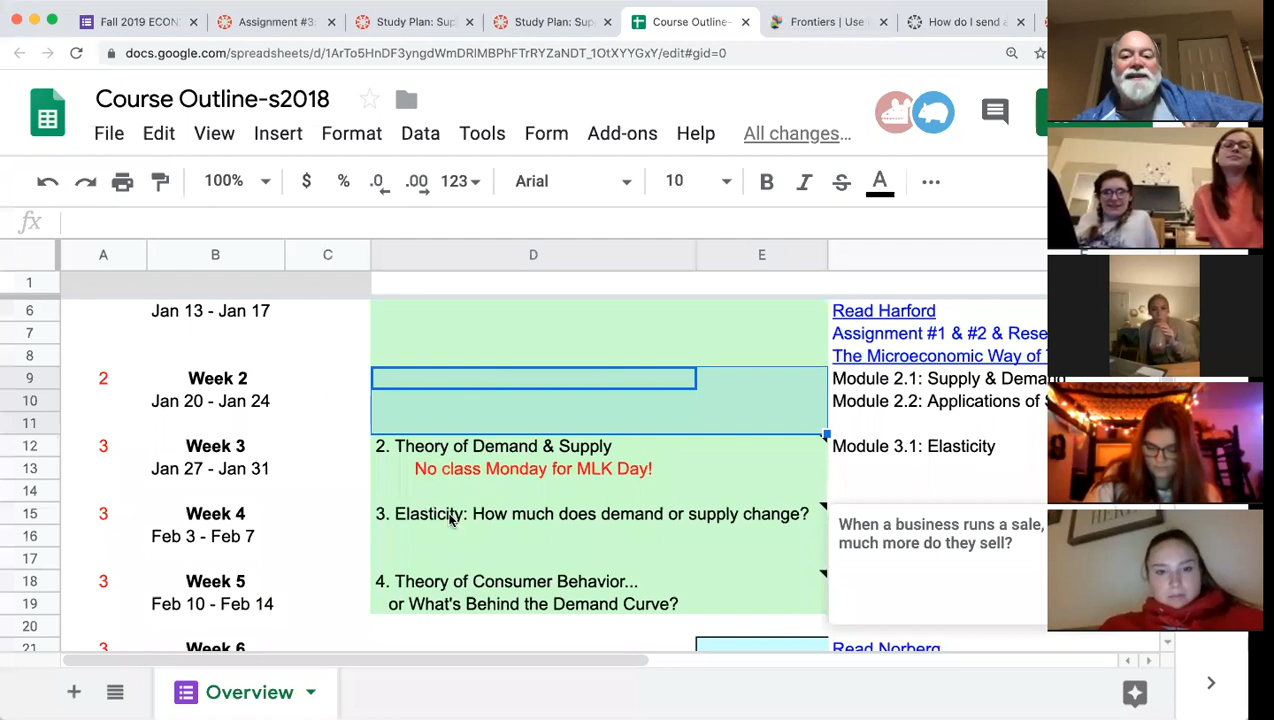 Fall 2019 ECON
Assignment #3:
Study Plan: Sup
Study Plan: Sup
Course Outline-
Frontiers | Use
How do I send
docs.google.com/spreadsheets/d/1ArTo5HnDF3yngdWmDRIMBPhFTrRYZaNDT_1OtXYYGxY/edit#gid=0
Course Outline-s2018
File Edit View Insert Format Data Tools Form Add-ons Help All changes...
100% $ % .0 .00 123 Arial 10 B I S A ...
fx
A B C D E
1
6 Jan 13 - Jan 17 Read Harford
7 Assignment #1 & #2 & Rese
8 The Microeconomic Way of
9 2 Week 2 Module 2.1: Supply & Demand
10 Jan 20 - Jan 24 Module 2.2: Applications of
11
12 3 Week 3 2. Theory of Demand & Supply Module 3.1: Elasticity
13 Jan 27 - Jan 31 No class Monday for MLK Day!
14
15 3 Week 4 3. Elasticity: How much does demand or supply change?
When a business runs a sale,
16 Feb 3 - Feb 7
much more do they sell?
17
18 3 Week 5 4. Theory of Consumer Behavior...
19 Feb 10 - Feb 14 or What's Behind the Demand Curve?
20
21 3 Week 6 Read Norberg
Overview